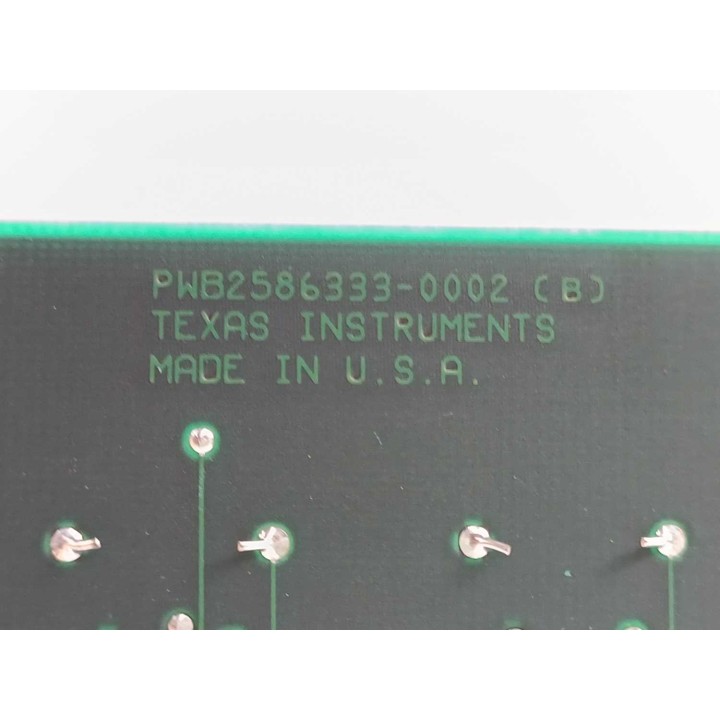 PWB2586333-0002 (B)
TEXAS INSTRUMENTS
MADE IN U.S.A.